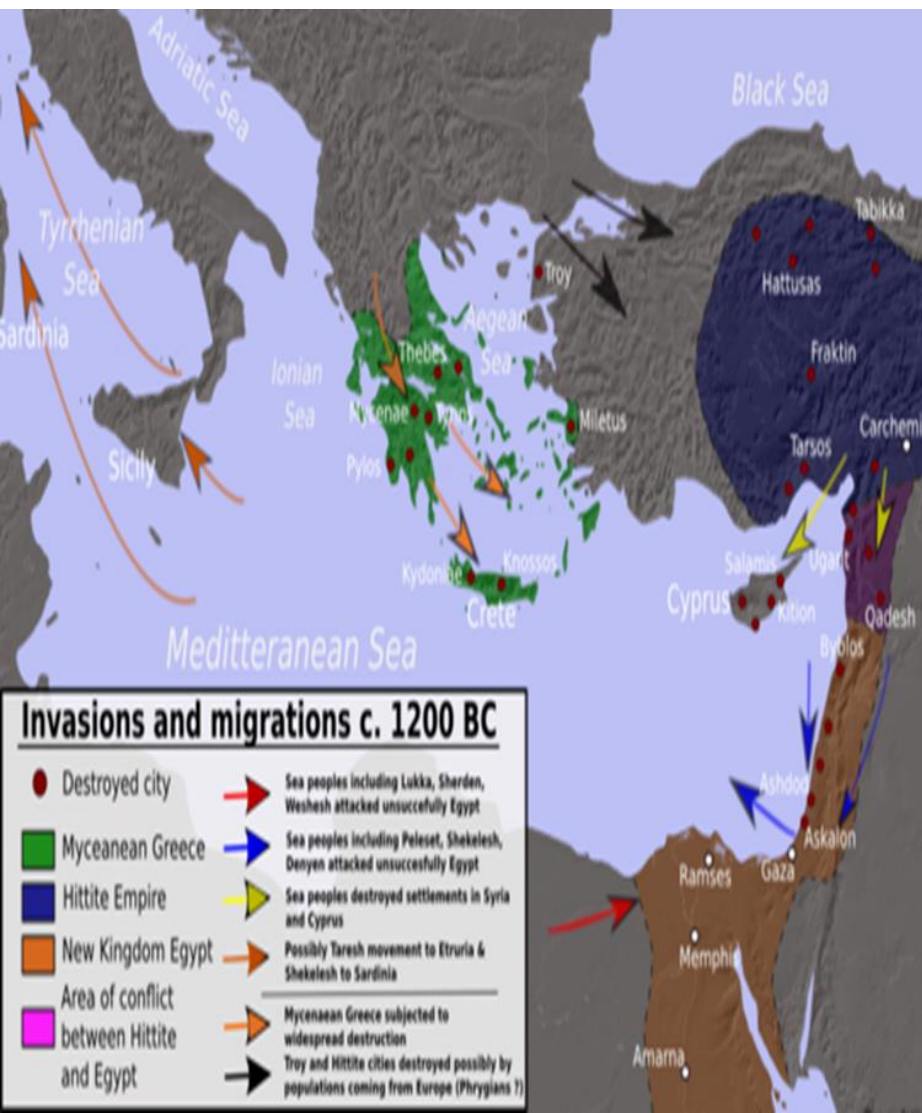 Adriatic Sea
Black Sea
Tyrrhenian
Sea
Sardinia
Tabikka
Hattusas
Troy
Aegean
Sea
Thebes
Ionian
Sea
Fraktin
Mycenae
Miletus
Carchemi
Tarsos
Pylos
Sicily
Knossos
Crete
Salamis
Cyprus
Kition
Qadesh
Meditteranean Sea
Byblos
Ashdod
Askalon
Gaza
Ramses
Memphis
Amarna
Invasions and migrations c. 1200 BC
Destroyed city
Myceanean Greece
Hittite Empire
New Kingdom Egypt
Area of conflict
between Hittite
and Egypt
Sea peoples including Lukka, Sherden,
Weshesh attacked unsuccefully Egypt
Sea peoples including Peleset, Shekelesh,
Denyen attacked unsuccesfully Egypt
Sea peoples destroyed settlements in Syria
and Cyprus
Possibly Taresh movement to Etruria &
Shekelesh to Sardinia
Mycenaean Greece subjected to
widespread destruction
Troy and Hittite cities destroyed possibly by
populations coming from Europe (Phrygians ?)